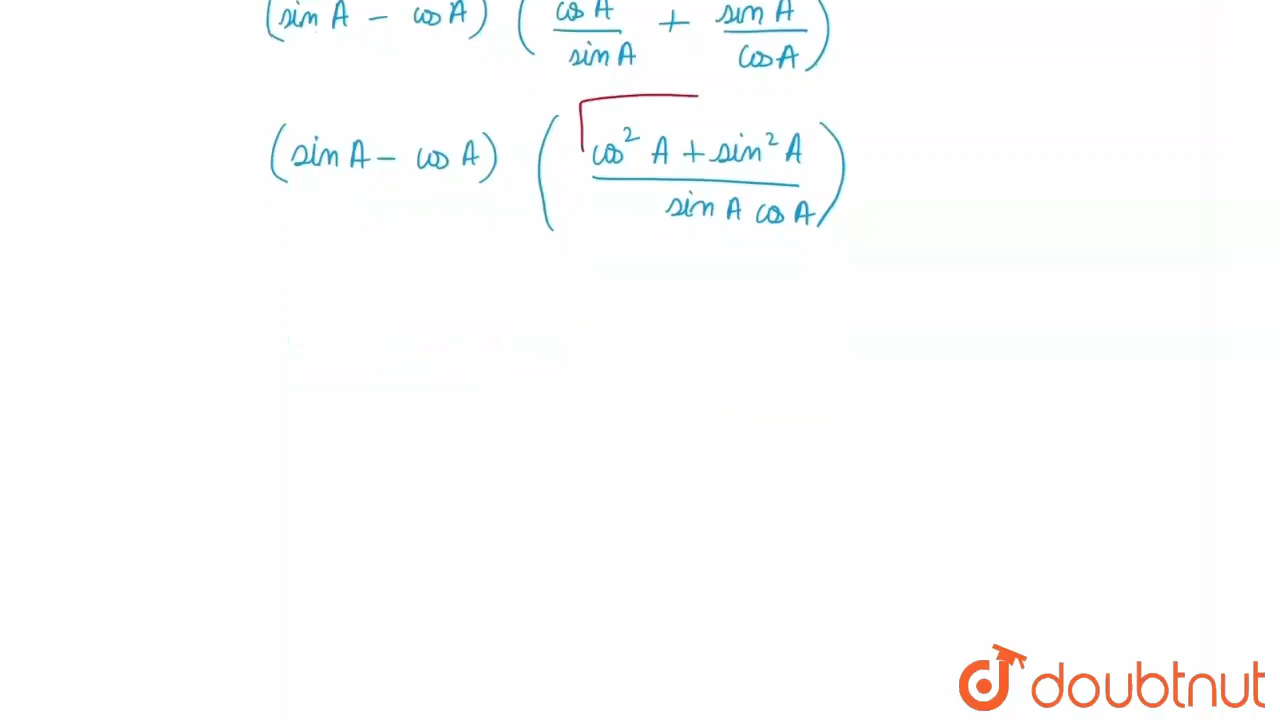 (sin A - cos A) (cos A/sin A + sin A/cos A)
(sin A - cos A) (cos² A + sin² A/sin A cos A)
doubtnut